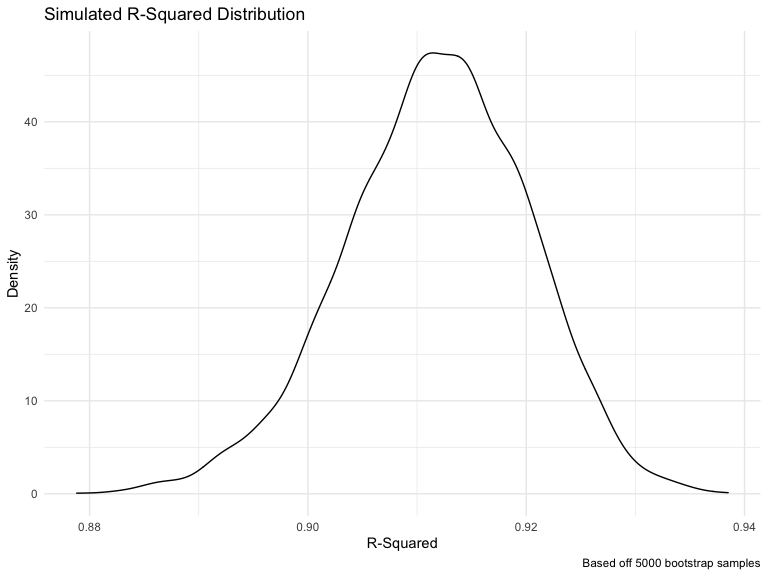 Simulated R-Squared Distribution
Density
40
30
20
10
0
0.88 0.90 0.92 0.94
R-Squared
Based off 5000 bootstrap samples